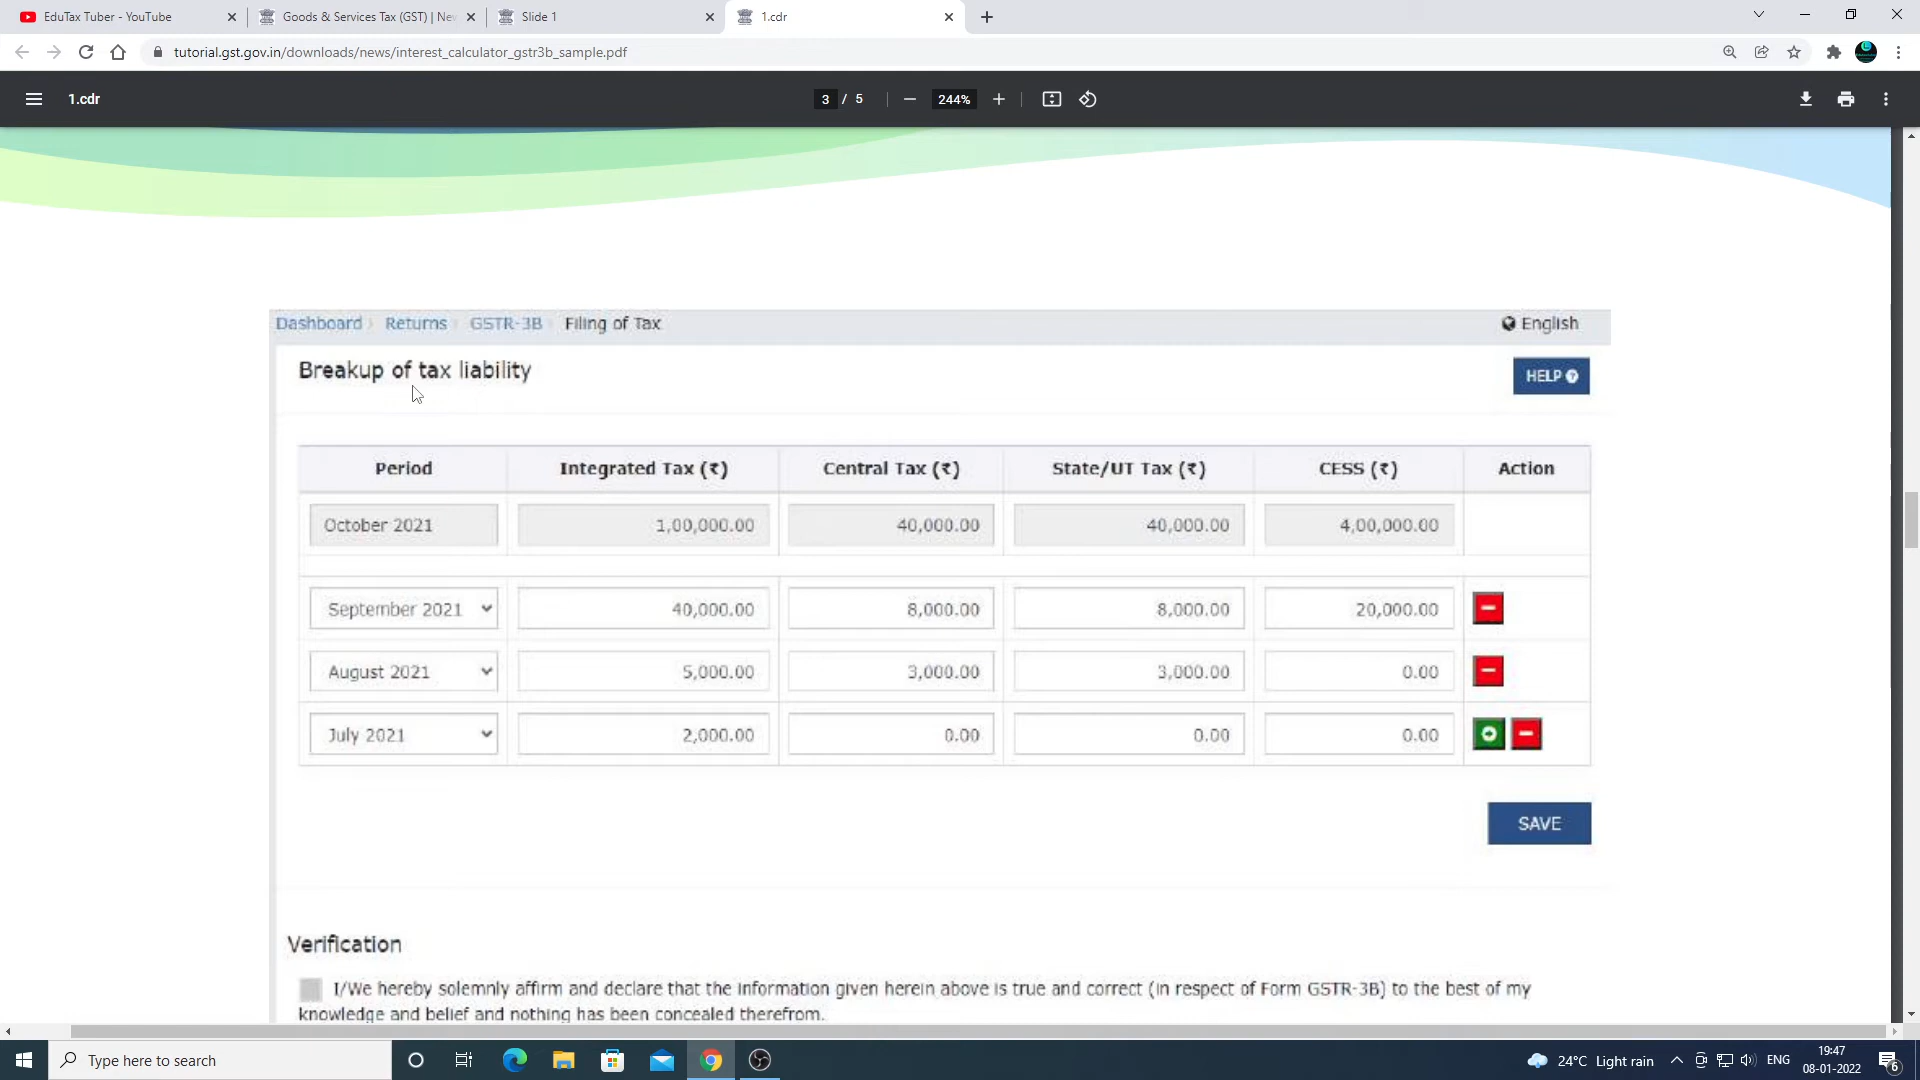 EduTax Tuber - YouTube
Goods & Services Tax (GST) | Ne
Slide 1
1.cdr
tutorial.gst.gov.in/downloads/news/interest_calculator_gstr3b_sample.pdf
1.cdr
3 / 5
244%
Dashboard Returns GSTR-3B Filing of Tax
English
Breakup of tax liability
HELP
Period Integrated Tax (₹) Central Tax (₹) State/UT Tax (₹) CESS (₹) Action
October 2021 1,00,000.00 40,000.00 40,000.00 4,00,000.00
September 2021 40,000.00 8,000.00 8,000.00 20,000.00
August 2021 5,000.00 3,000.00 3,000.00 0.00
July 2021 2,000.00 0.00 0.00 0.00
SAVE
Verification
I/We hereby solemnly affirm and declare that the information given herein above is true and correct (in respect of Form GSTR-3B) to the best of my
knowledge and belief and nothing has been concealed therefrom.
Type here to search
24°C Light rain
ENG
19:47
08-01-2022
6